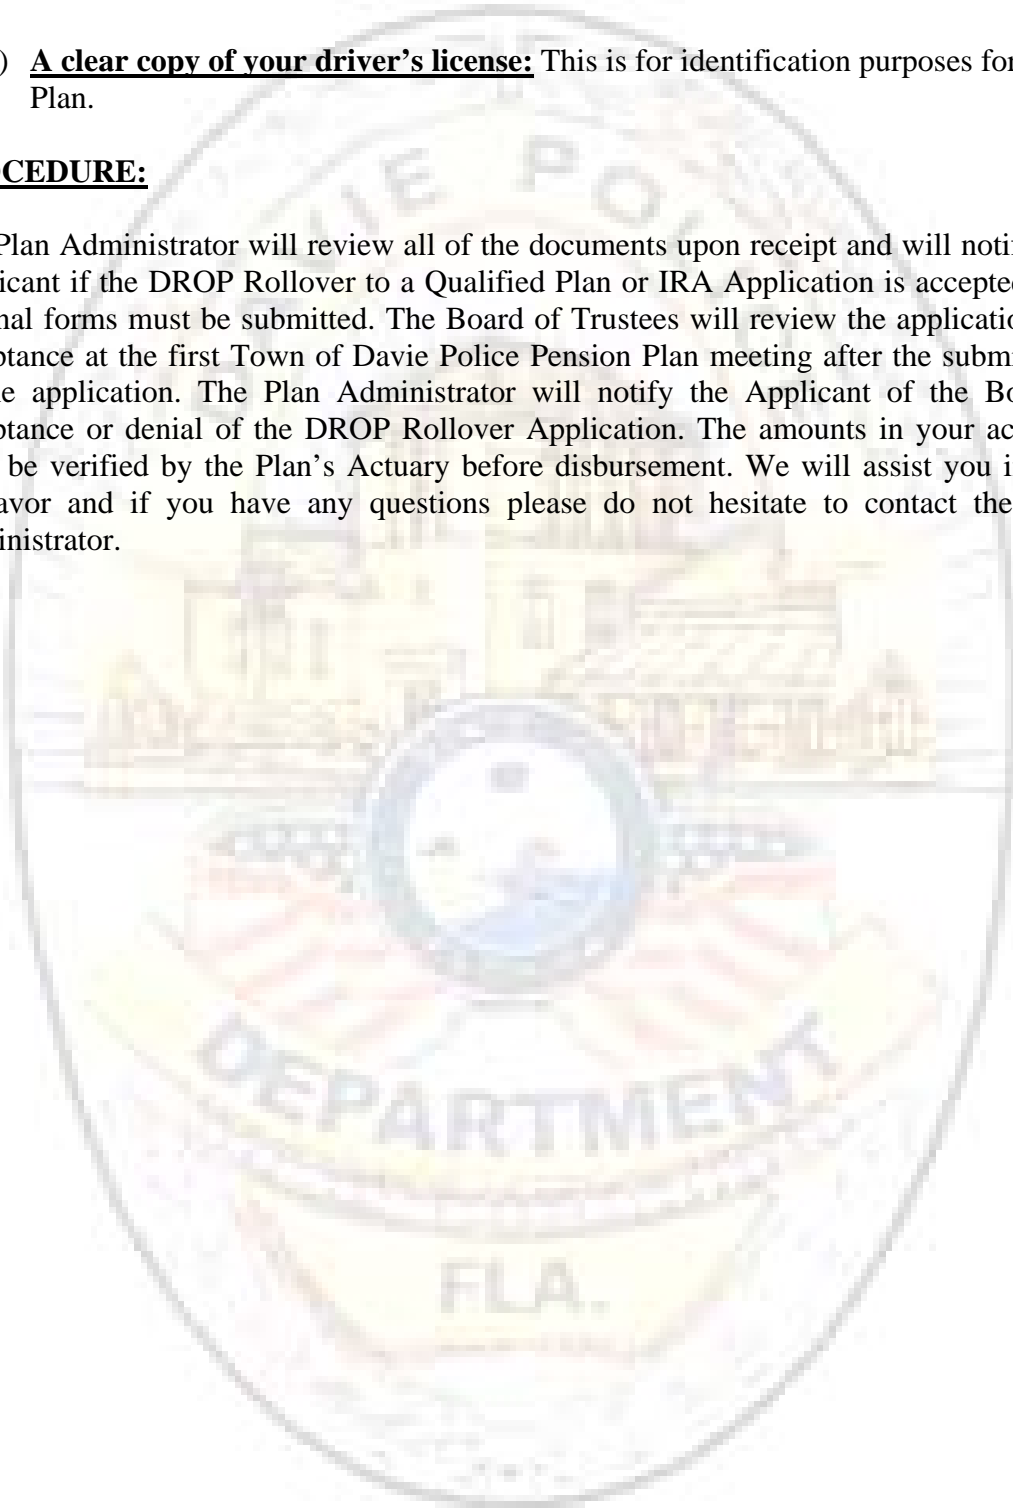 ) A clear copy of your driver’s license: This is for identification purposes for
Plan.
OCEDURE:
Plan Administrator will review all of the documents upon receipt and will notif
icant if the DROP Rollover to a Qualified Plan or IRA Application is accepte
nal forms must be submitted. The Board of Trustees will review the applicatio
ptance at the first Town of Davie Police Pension Plan meeting after the subm
e application. The Plan Administrator will notify the Applicant of the Bo
ptance or denial of the DROP Rollover Application. The amounts in your ac
be verified by the Plan’s Actuary before disbursement. We will assist you i
avor and if you have any questions please do not hesitate to contact the
inistrator.
DAVIE POLICE
DEPARTMENT
FLA.